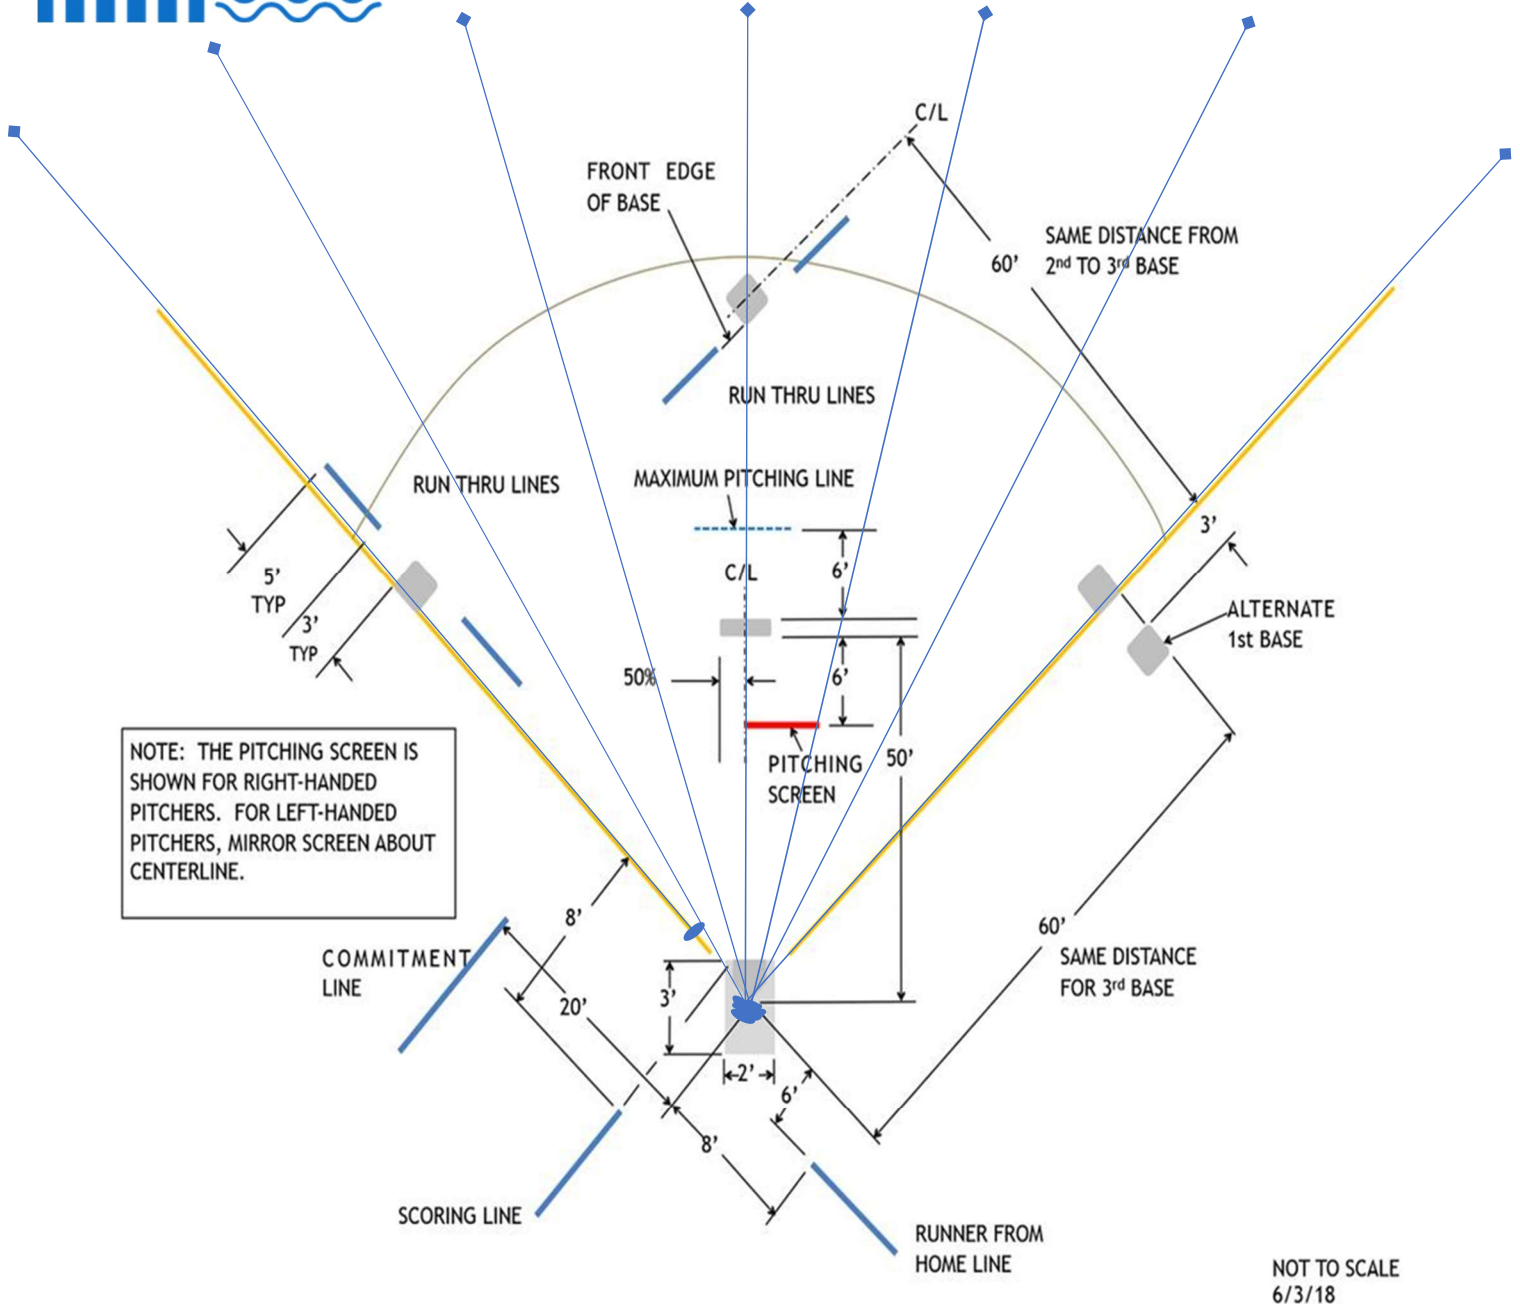 C/L
FRONT EDGE
OF BASE
SAME DISTANCE FROM
2nd TO 3rd BASE
60'
RUN THRU LINES
MAXIMUM PITCHING LINE
RUN THRU LINES
3'
C/L
6'
5'
TYP
3'
TYP
ALTERNATE
1st BASE
50%
6'
50'
PITCHING
SCREEN
NOTE: THE PITCHING SCREEN IS
SHOWN FOR RIGHT-HANDED
PITCHERS. FOR LEFT-HANDED
PITCHERS, MIRROR SCREEN ABOUT
CENTERLINE.
8'
60'
COMMITMENT
LINE
SAME DISTANCE
FOR 3rd BASE
20'
3'
2'
6'
8'
SCORING LINE
RUNNER FROM
HOME LINE
NOT TO SCALE
6/3/18